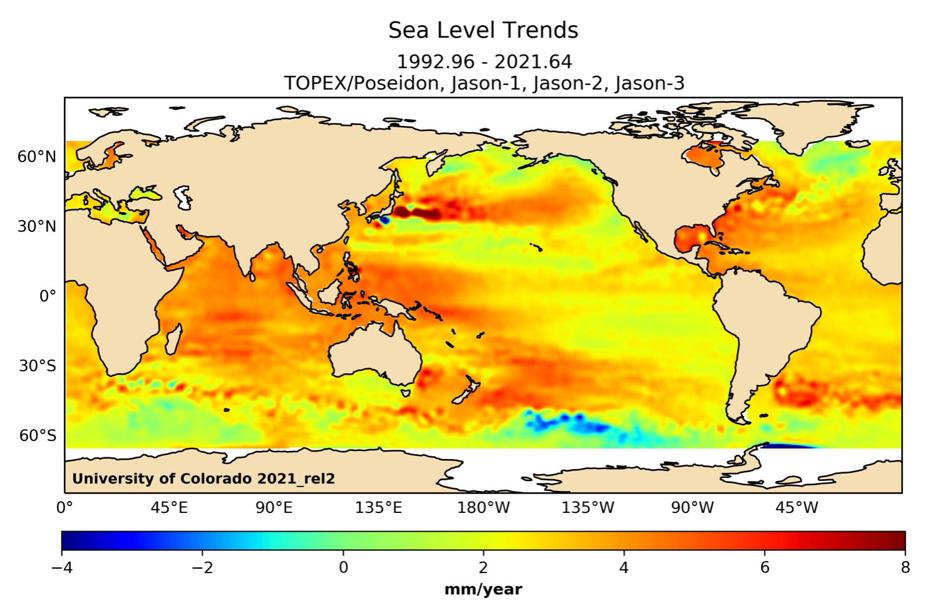 Sea Level Trends
1992.96 - 2021.64
TOPEX/Poseidon, Jason-1, Jason-2, Jason-3
60°N
30°N
0°
30°S
60°S
University of Colorado 2021_rel2
0° 45°E 90°E 135°E 180°W 135°W 90°W 45°W
−4 −2 0 2 4 6 8
mm/year